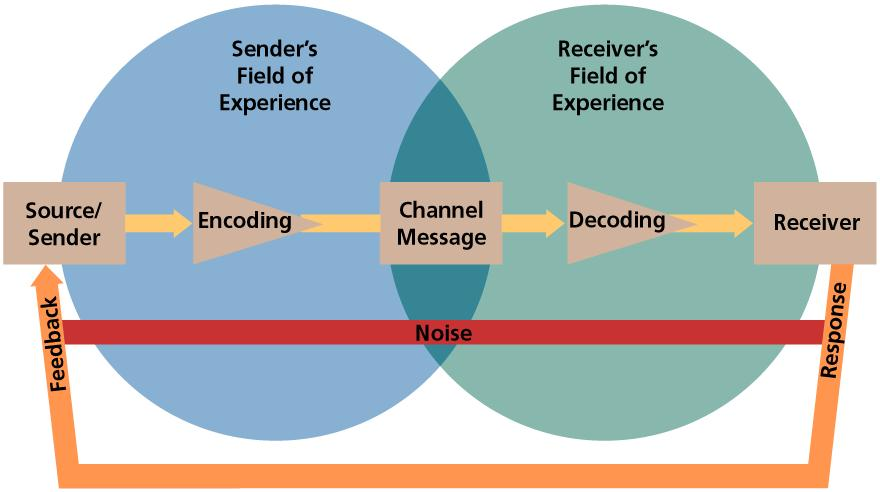 Sender's
Field of
Experience
Receiver's
Field of
Experience
Source/
Sender
Encoding
Channel
Message
Decoding
Receiver
Feedback
Noise
Response